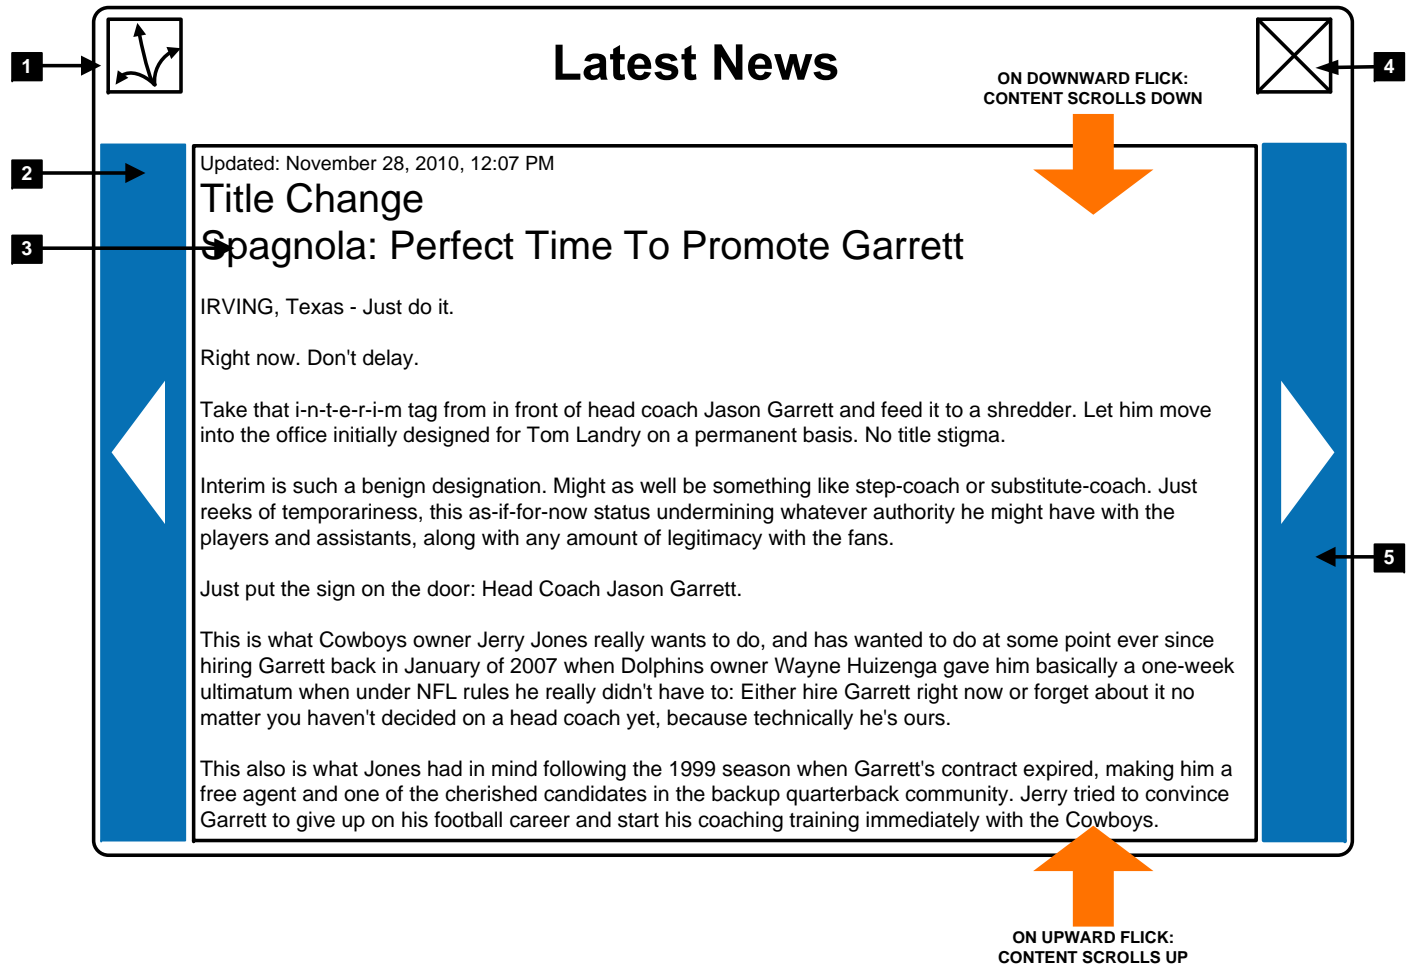 1
Latest News
4
ON DOWNWARD FLICK:
CONTENT SCROLLS DOWN
2
Updated: November 28, 2010, 12:07 PM
Title Change
3
Spagnola: Perfect Time To Promote Garrett
IRVING, Texas - Just do it.
Right now. Don't delay.
Take that i-n-t-e-r-i-m tag from in front of head coach Jason Garrett and feed it to a shredder. Let him move
into the office initially designed for Tom Landry on a permanent basis. No title stigma.
Interim is such a benign designation. Might as well be something like step-coach or substitute-coach. Just
reeks of temporariness, this as-if-for-now status undermining whatever authority he might have with the
players and assistants, along with any amount of legitimacy with the fans.
5
Just put the sign on the door: Head Coach Jason Garrett.
This is what Cowboys owner Jerry Jones really wants to do, and has wanted to do at some point ever since
hiring Garrett back in January of 2007 when Dolphins owner Wayne Huizenga gave him basically a one-week
ultimatum when under NFL rules he really didn't have to: Either hire Garrett right now or forget about it no
matter you haven't decided on a head coach yet, because technically he's ours.
This also is what Jones had in mind following the 1999 season when Garrett's contract expired, making him a
free agent and one of the cherished candidates in the backup quarterback community. Jerry tried to convince
Garrett to give up on his football career and start his coaching training immediately with the Cowboys.
ON UPWARD FLICK:
CONTENT SCROLLS UP